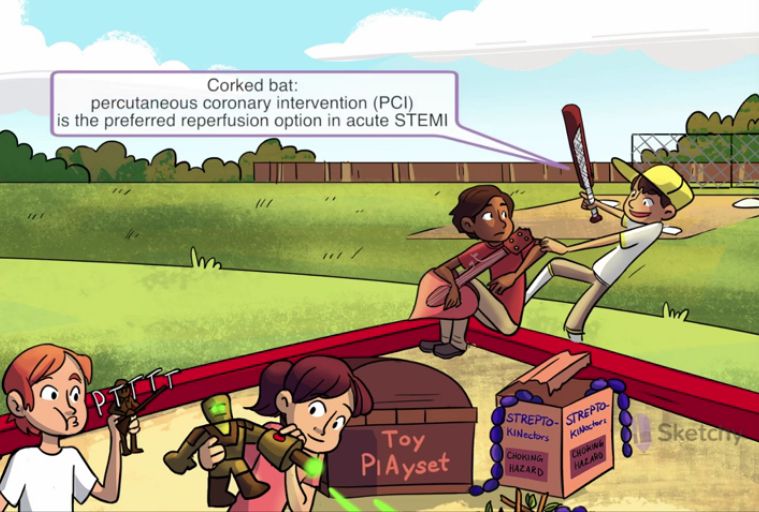 Corked bat:
percutaneous coronary intervention (PCI)
is the preferred reperfusion option in acute STEMI
PTTTT
Toy
PlAyset
STREPTO-
KINectors
CHOKING
HAZARD
STREPTO-
KINectors
CHOKING
HAZARD
Sketchy